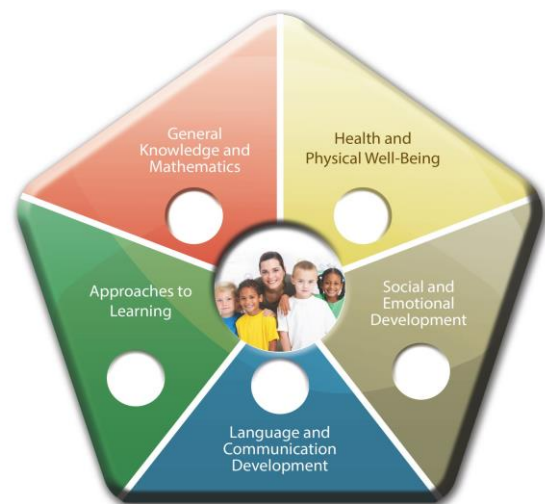 General
Knowledge and
Mathematics
Health and
Physical Well-Being
Approaches to
Learning
Social and
Emotional
Development
Language and
Communication
Development